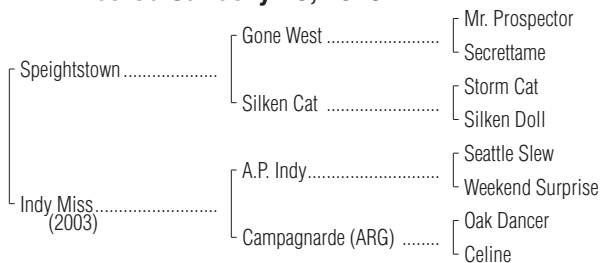 Mr. Prospector
Gone West
Secrettame
Speightstown
Storm Cat
Silken Cat
Silken Doll
Seattle Slew
A.P. Indy
Weekend Surprise
Indy Miss
(2003)
Oak Dancer
Campagnarde (ARG)
Celine